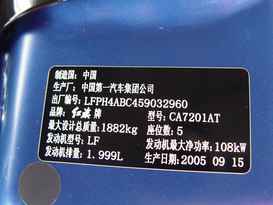 制造国：中国
生产厂：中国第一汽车集团公司
出厂编号：LFPH4ABC459032960
品牌：红旗牌 型号：CA7201AT
最大设计总质量：1882kg 座位数：5
发动机型号：LF 发动机最大净功率：108kW
发动机排量：1.999L 生产日期：2005 09 15